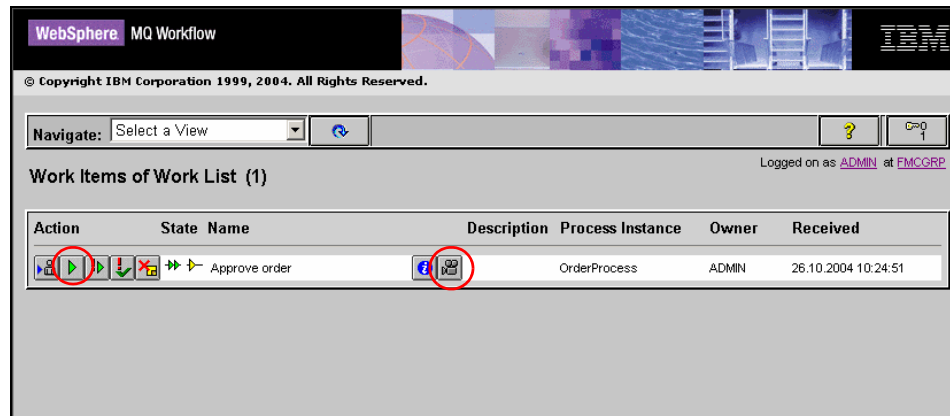 WebSphere MQ Workflow
IBM
© Copyright IBM Corporation 1999, 2004. All Rights Reserved.
Navigate: Select a View ?
0 1
Logged on as ADMIN at FMCGRP
Work Items of Work List (1)
Action State Name Description Process Instance Owner Received
Approve order OrderProcess ADMIN 26.10.2004 10:24:51